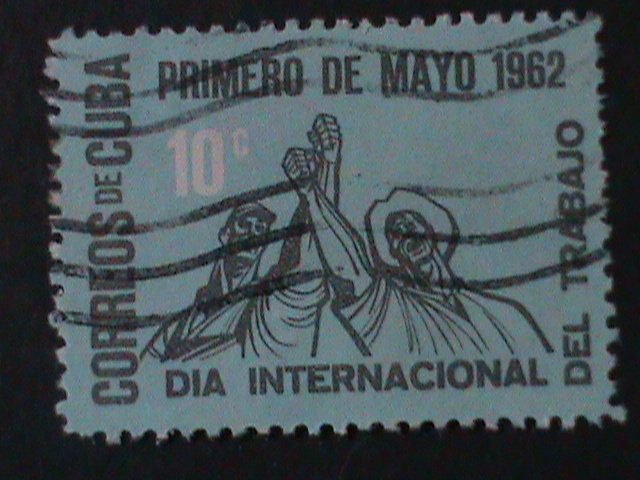 PRIMERO DE MAYO 1962
CORREOS DE CUBA
10c
DIA INTERNACIONAL
DEL TRABAJO